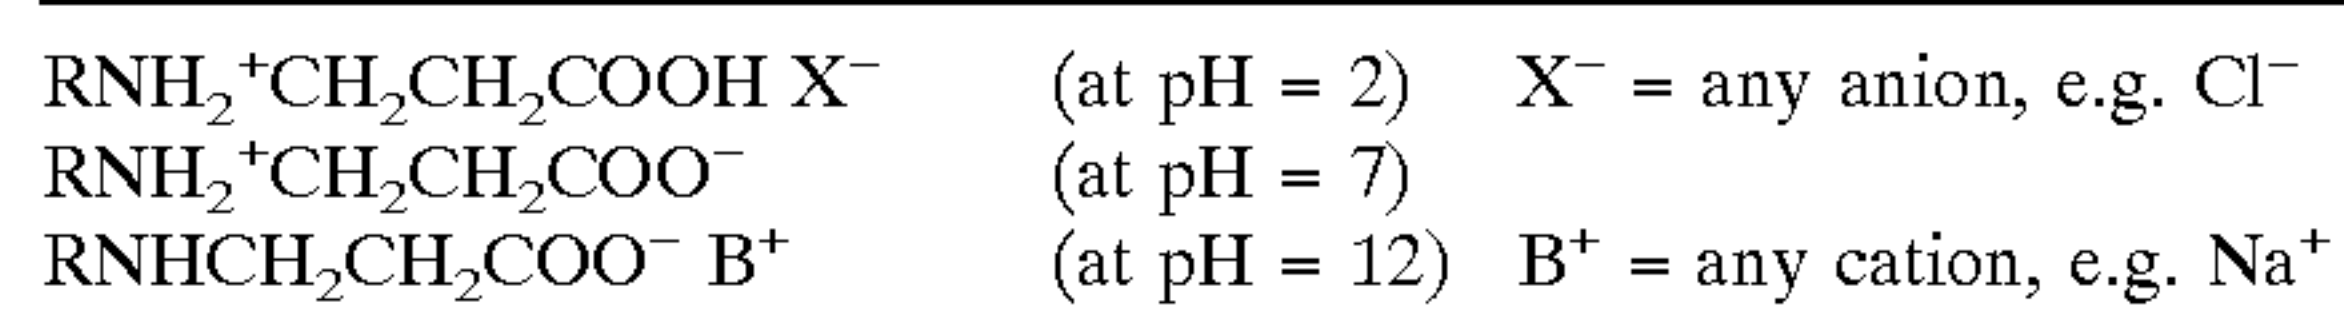 RNH₂⁺CH₂CH₂COOH X⁻ (at pH = 2) X⁻ = any anion, e.g. Cl⁻
RNH₂⁺CH₂CH₂COO⁻ (at pH = 7)
RNHCH₂CH₂COO⁻ B⁺ (at pH = 12) B⁺ = any cation, e.g. Na⁺